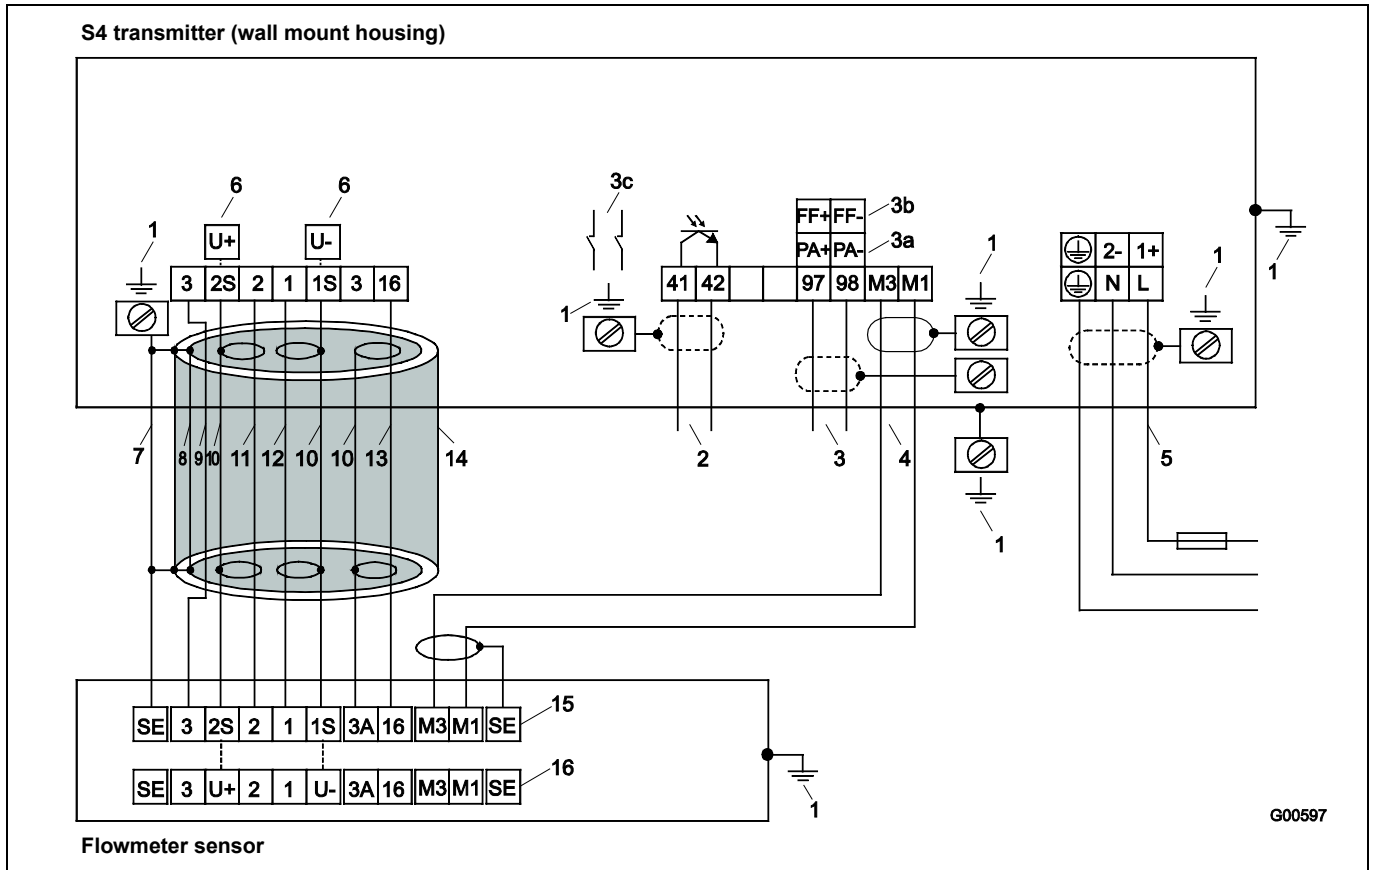 S4 transmitter (wall mount housing)
6 6 3c
1 U+ U- FF+ FF- 3b
PA+ PA- 3a 1 2- 1+ 1 1
3 2S 2 1 1S 3 16 41 42 97 98 M3 M1 N L
1
7 8 9 10 11 12 10 10 13 14 2 3 4 5
1
SE 3 2S 2 1 1S 3A 16 M3 M1 SE 15
SE 3 U+ 2 1 U- 3A 16 M3 M1 SE 16
1
G00597
Flowmeter sensor